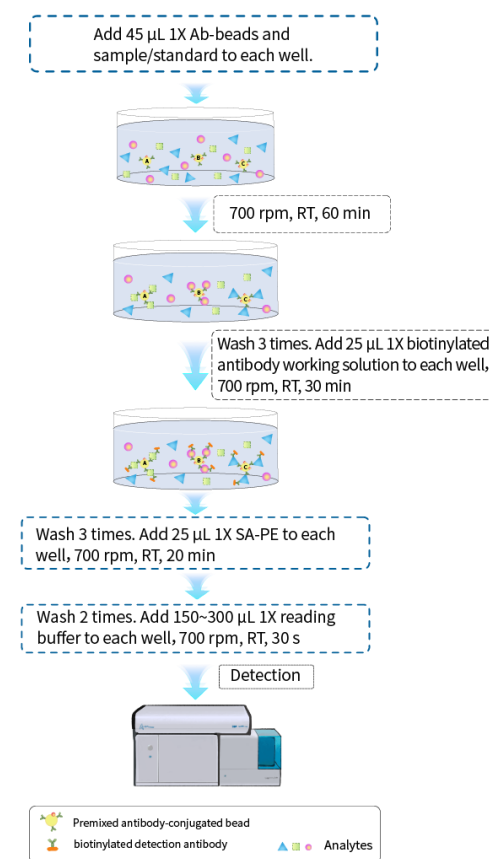 Add 45 μL 1X Ab-beads and
sample/standard to each well.
A
B
C
700 rpm, RT, 60 min
A
B
C
Wash 3 times. Add 25 μL 1X biotinylated
antibody working solution to each well,
700 rpm, RT, 30 min
A
B
C
Wash 3 times. Add 25 μL 1X SA-PE to each
well, 700 rpm, RT, 20 min
Wash 2 times. Add 150~300 μL 1X reading
buffer to each well, 700 rpm, RT, 30 s
Detection
Premixed antibody-conjugated bead
biotinylated detection antibody
Analytes